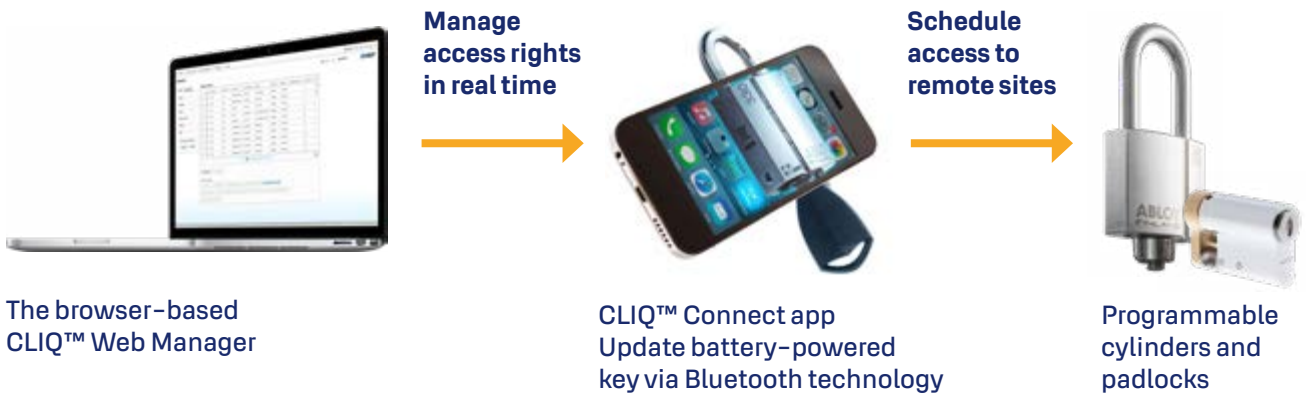 Manage
access rights
in real time
Schedule
access to
remote sites
ABLOY
The browser-based
CLIQ™ Web Manager
CLIQ™ Connect app
Update battery-powered
key via Bluetooth technology
Programmable
cylinders and
padlocks